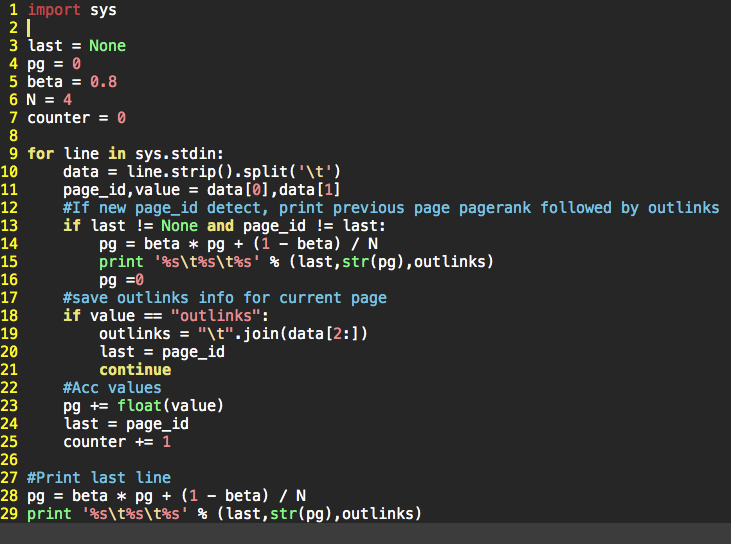 1 import sys
2
3 last = None
4 pg = 0
5 beta = 0.8
6 N = 4
7 counter = 0
8
9 for line in sys.stdin:
10     data = line.strip().split('\t')
11     page_id,value = data[0],data[1]
12     #If new page_id detect, print previous page pagerank followed by outlinks
13     if last != None and page_id != last:
14         pg = beta * pg + (1 - beta) / N
15         print '%s\t%s\t%s' % (last,str(pg),outlinks)
16         pg =0
17     #save outlinks info for current page
18     if value == "outlinks":
19         outlinks = "\t".join(data[2:])
20         last = page_id
21         continue
22     #Acc values
23     pg += float(value)
24     last = page_id
25     counter += 1
26
27 #Print last line
28 pg = beta * pg + (1 - beta) / N
29 print '%s\t%s\t%s' % (last,str(pg),outlinks)